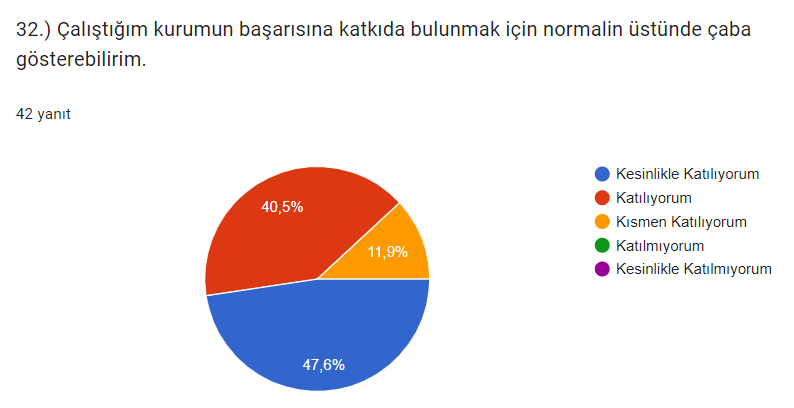 32.) Çalıştığım kurumun başarısına katkıda bulunmak için normalin üstünde çaba
gösterebilirim.
42 yanıt
40,5%
11,9%
47,6%
Kesinlikle Katılıyorum
Katılıyorum
Kısmen Katılıyorum
Katılmıyorum
Kesinlikle Katılmıyorum